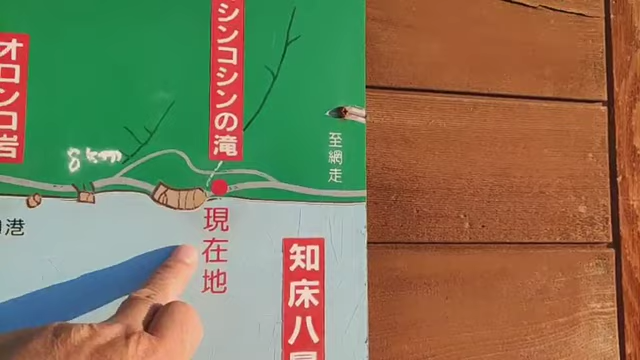 オロンコ岩
シンコシンの滝
8km
至網走
港
現在地
知床八